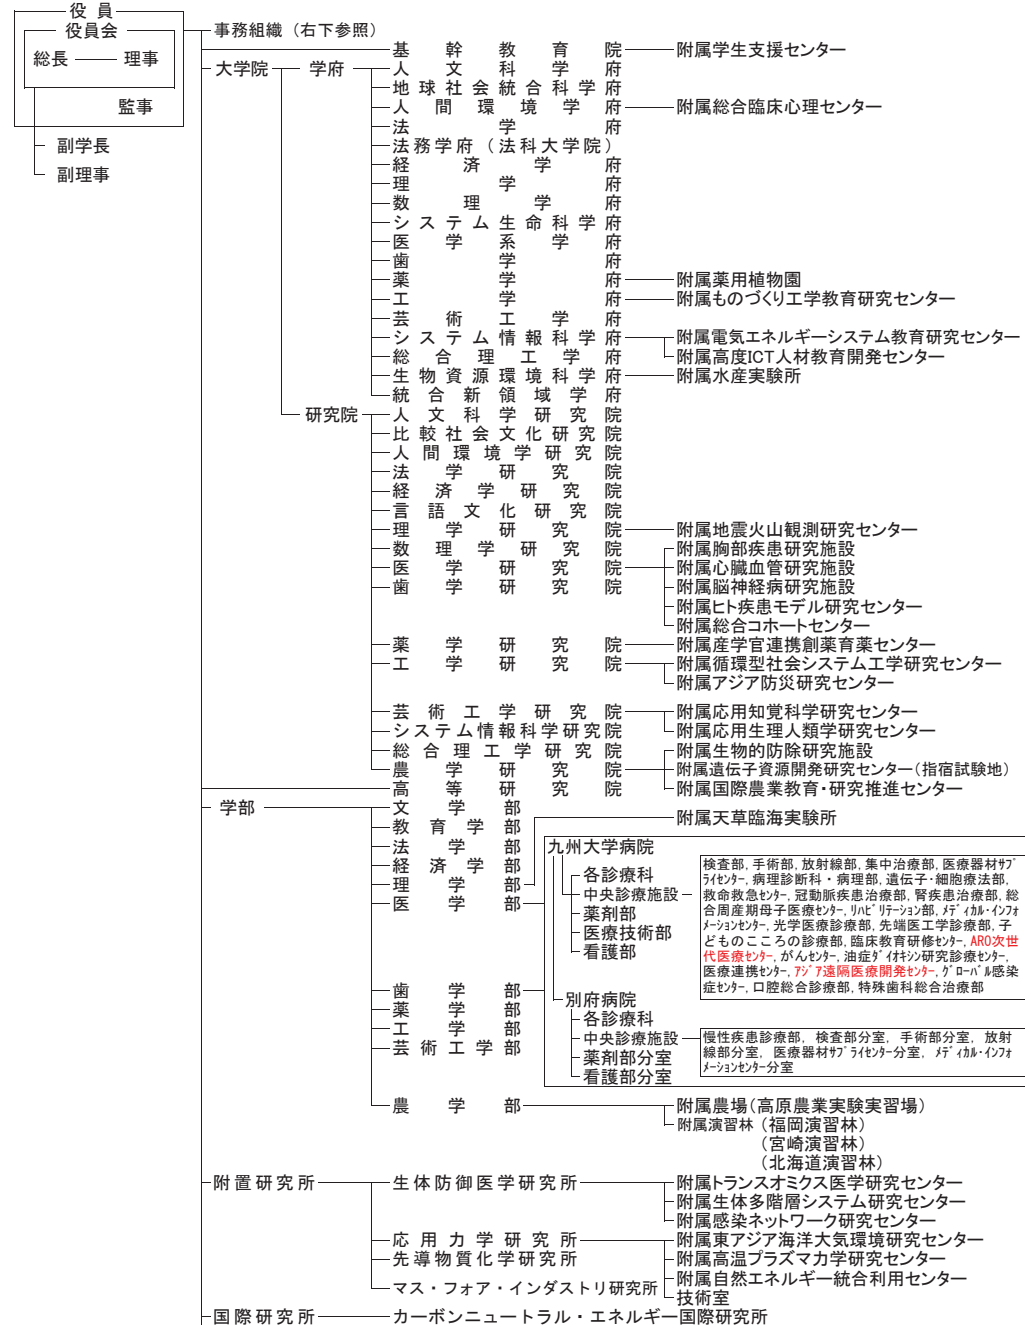 役員
役員会
総長 理事
監事
副学長
副理事
事務組織（右下参照）
基幹教育院 附属学生支援センター
大学院 学府 人文科学府
地球社会統合科学府
人間環境学府 附属総合臨床心理センター
法学府
法務学府（法科大学院）
経済学府
理学府
数理学府
システム生命科学府
医学系学府
歯学府
薬学府 附属薬用植物園
工学府 附属ものづくり工学教育研究センター
芸術工学府
システム情報科学府 附属電気エネルギーシステム教育研究センター
総合理工学府 附属高度ICT人材教育開発センター
生物資源環境科学府 附属水産実験所
統合新領域学府
研究院 人文科学研究院
比較社会文化研究院
人間環境学研究院
法学研究院
経済学研究院
言語文化研究院
理学研究院 附属地震火山観測研究センター
数理学研究院 附属胸部疾患研究施設
医学研究院 附属心臓血管研究施設
歯学研究院 附属脳神経病研究施設
附属ヒト疾患モデル研究センター
附属総合コホートセンター
薬学研究院 附属産学官連携創薬育薬センター
工学研究院 附属循環型社会システム工学研究センター
附属アジア防災研究センター
芸術工学研究院 附属応用知覚科学研究センター
システム情報科学研究院 附属応用生理人類学研究センター
総合理工学研究院 附属生物的防除研究施設
農学研究院 附属遺伝子資源開発研究センター(指宿試験地)
高等研究院 附属国際農業教育・研究推進センター
学部 文学部
教育学部 附属天草臨海実験所
法学部
経済学部
理学部
医学部
九州大学病院
各診療科
中央診療施設
薬剤部
医療技術部
看護部
検査部, 手術部, 放射線部, 集中治療部, 医療器材ｻﾌﾟ
ﾗｲｾﾝﾀｰ, 病理診断科・病理部, 遺伝子・細胞療法部,
救命救急ｾﾝﾀｰ, 冠動脈疾患治療部, 腎疾患治療部, 総
合周産期母子医療ｾﾝﾀｰ, ﾘﾊﾋﾞﾘﾃｰｼｮﾝ部, ﾒﾃﾞｨｶﾙ・ｲﾝﾌｫ
ﾒｰｼｮﾝｾﾝﾀｰ, 光学医療診療部, 先端医工学診療部, 子
どものこころの診療部, 臨床教育研修ｾﾝﾀｰ, ARO次世
代医療ｾﾝﾀｰ, がんｾﾝﾀｰ, 油症ﾀﾞｲｵｷｼﾝ研究診療ｾﾝﾀｰ,
医療連携ｾﾝﾀｰ, ｱｼﾞｱ遠隔医療開発ｾﾝﾀｰ, ｸﾞﾛｰﾊﾞﾙ感染
症ｾﾝﾀｰ, 口腔総合診療部, 特殊歯科総合治療部
歯学部
薬学部
工学部
芸術工学部
別府病院
各診療科
中央診療施設
薬剤部分室
看護部分室
慢性疾患診療部, 検査部分室, 手術部分室, 放射
線部分室, 医療器材ｻﾌﾟﾗｲｾﾝﾀｰ分室, ﾒﾃﾞｨｶﾙ・ｲﾝﾌｫ
ﾒｰｼｮﾝｾﾝﾀｰ分室
農学部 附属農場(高原農業実験実習場)
附属演習林（福岡演習林）
（宮崎演習林）
（北海道演習林）
附置研究所 生体防御医学研究所 附属トランスオミクス医学研究センター
附属生体多階層システム研究センター
附属感染ネットワーク研究センター
応用力学研究所 附属東アジア海洋大気環境研究センター
先導物質化学研究所 附属高温プラズマ力学研究センター
附属自然エネルギー統合利用センター
マス・フォア・インダストリ研究所 技術室
国際研究所 カーボンニュートラル・エネルギー国際研究所